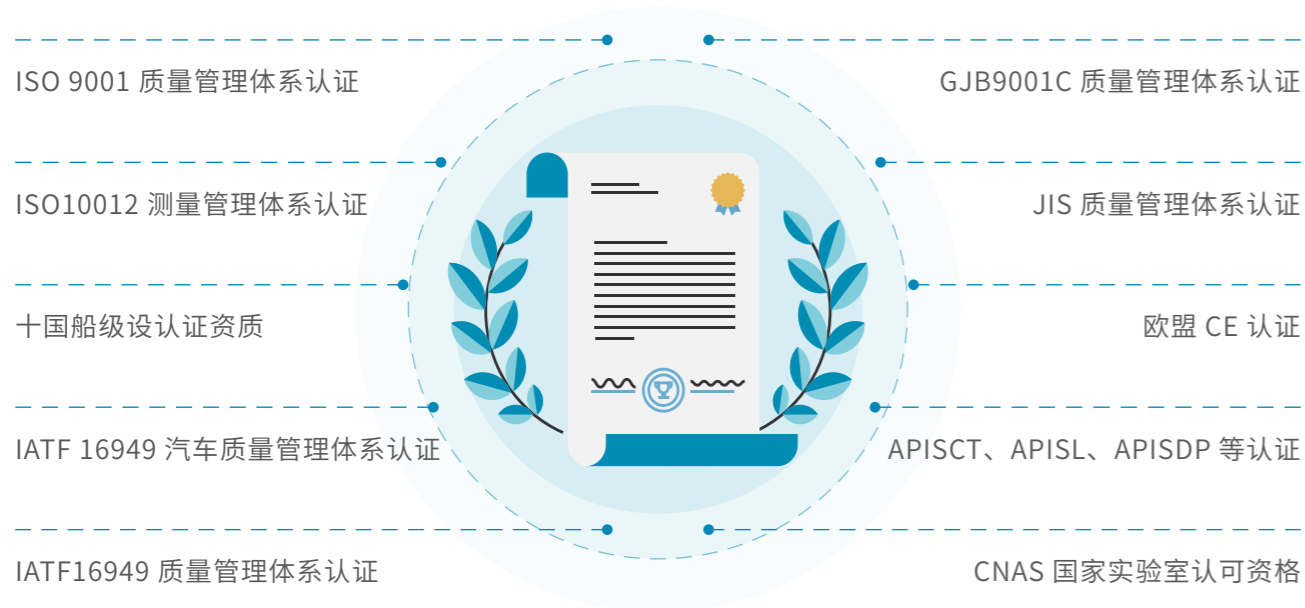 ISO 9001 质量管理体系认证
GJB9001C 质量管理体系认证
ISO10012 测量管理体系认证
JIS 质量管理体系认证
十国船级设认证资质
欧盟 CE 认证
IATF 16949 汽车质量管理体系认证
APISCT、APISL、APISDP 等认证
IATF16949 质量管理体系认证
CNAS 国家实验室认可资格